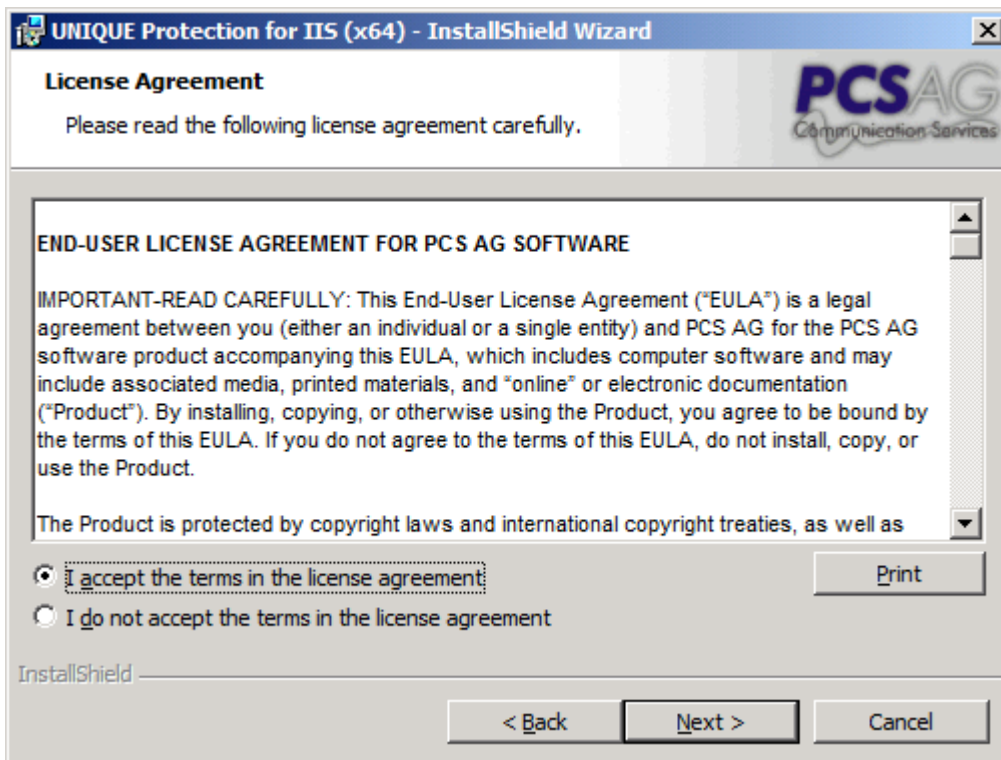 UNIQUE Protection for IIS (x64) - InstallShield Wizard
License Agreement
Please read the following license agreement carefully.
PCSAG
Communication Services
END-USER LICENSE AGREEMENT FOR PCS AG SOFTWARE
IMPORTANT-READ CAREFULLY: This End-User License Agreement (“EULA”) is a legal
agreement between you (either an individual or a single entity) and PCS AG for the PCS AG
software product accompanying this EULA, which includes computer software and may
include associated media, printed materials, and “online” or electronic documentation
(“Product”). By installing, copying, or otherwise using the Product, you agree to be bound by
the terms of this EULA. If you do not agree to the terms of this EULA, do not install, copy, or
use the Product.
The Product is protected by copyright laws and international copyright treaties, as well as
I accept the terms in the license agreement
Print
I do not accept the terms in the license agreement
InstallShield
< Back
Next >
Cancel